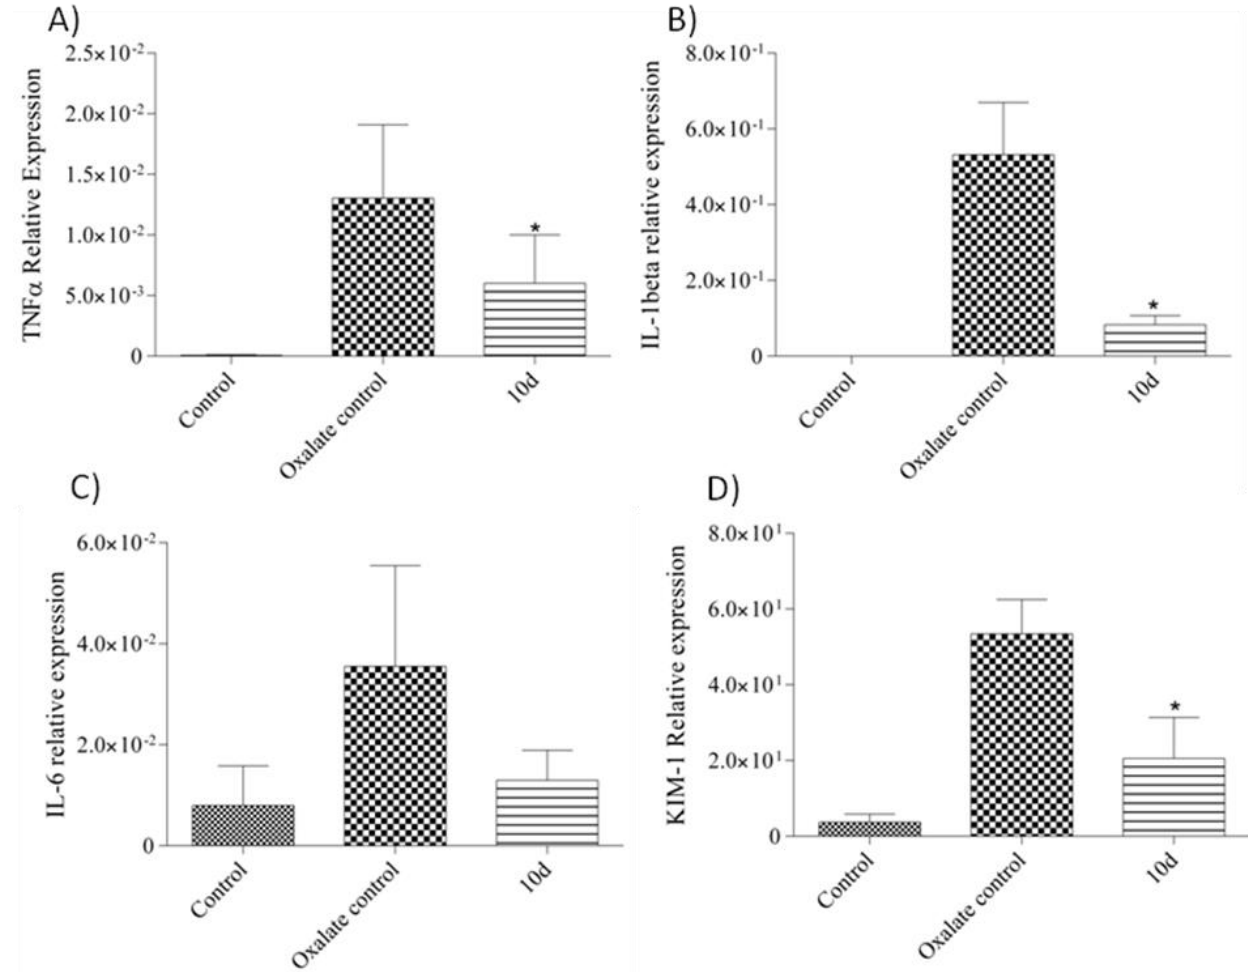 A)
TNFα Relative Expression
2.5×10⁻²
2.0×10⁻²
1.5×10⁻²
1.0×10⁻²
5.0×10⁻³
0
*
Control
Oxalate control
10d
B)
IL-1beta relative expression
8.0×10⁻¹
6.0×10⁻¹
4.0×10⁻¹
2.0×10⁻¹
0
*
Control
Oxalate control
10d
C)
IL-6 relative expression
6.0×10⁻²
4.0×10⁻²
2.0×10⁻²
0
Control
Oxalate control
10d
D)
KIM-1 Relative expression
8.0×10¹
6.0×10¹
4.0×10¹
2.0×10¹
0
*
Control
Oxalate control
10d